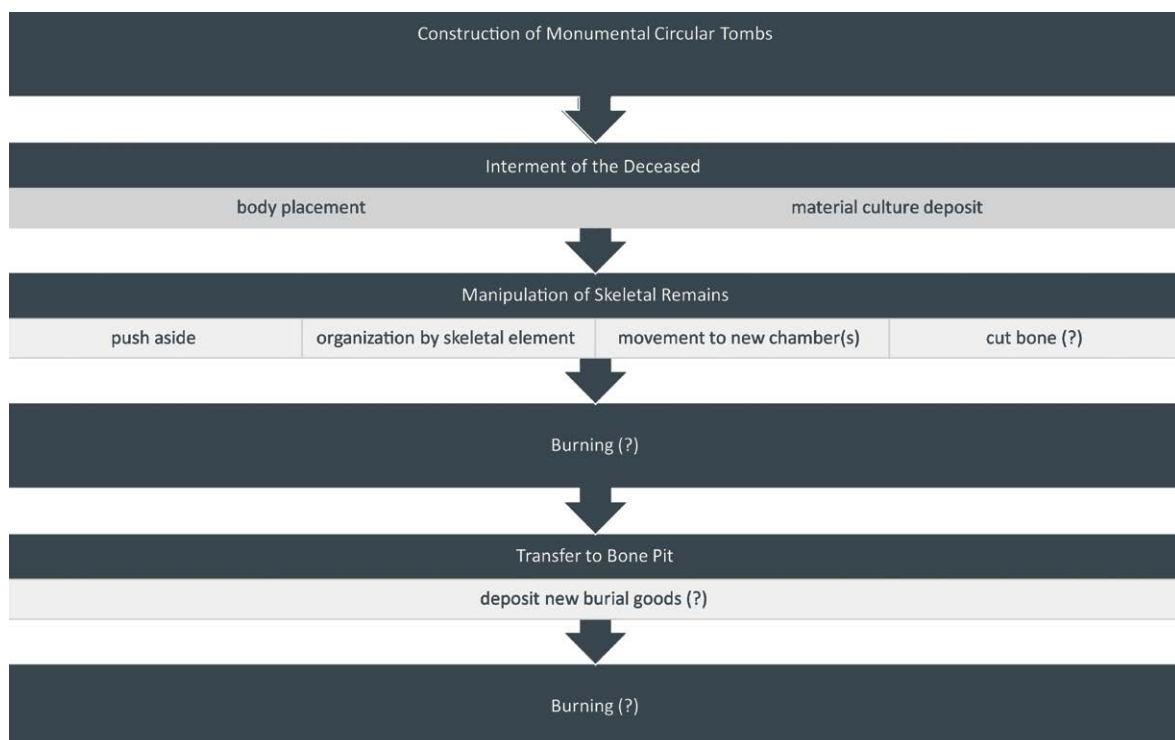 Construction of Monumental Circular Tombs
Interment of the Deceased
body placement
material culture deposit
Manipulation of Skeletal Remains
push aside
organization by skeletal element
movement to new chamber(s)
cut bone (?)
Burning (?)
Transfer to Bone Pit
deposit new burial goods (?)
Burning (?)